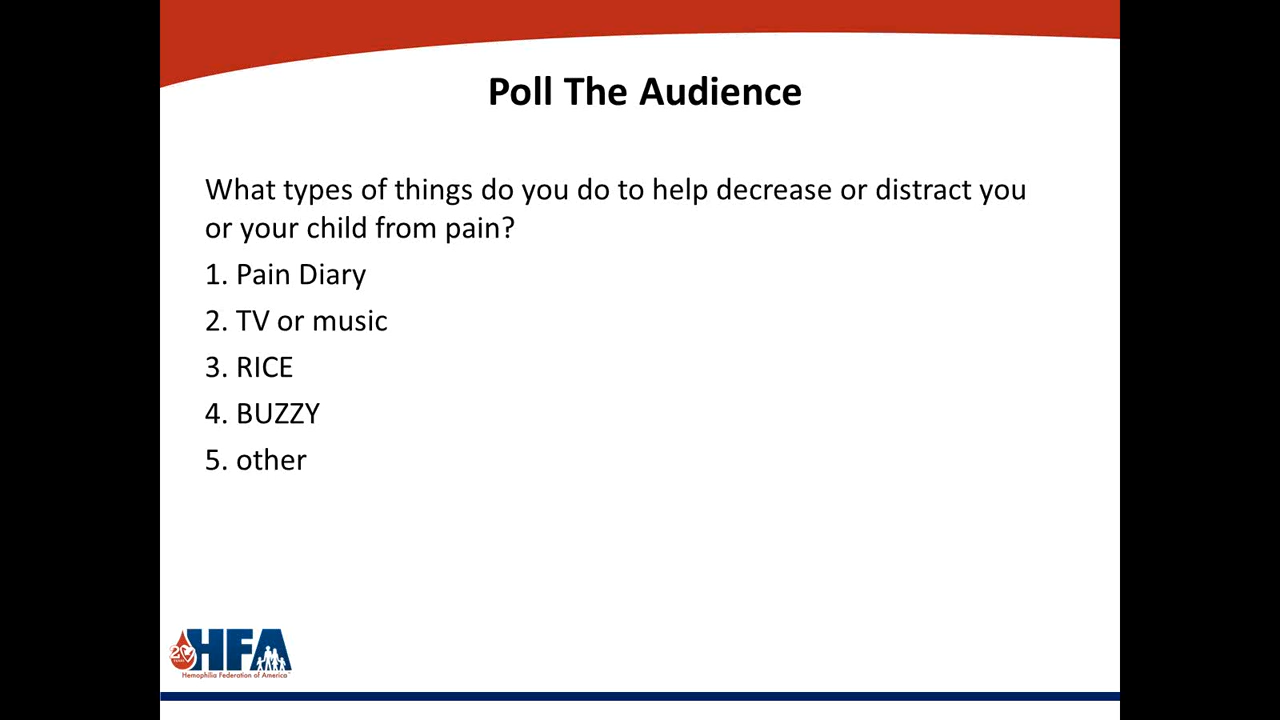 Poll The Audience
What types of things do you do to help decrease or distract you
or your child from pain?
1. Pain Diary
2. TV or music
3. RICE
4. BUZZY
5. other
20
YEARS
HFA
Hemophilia Federation of America